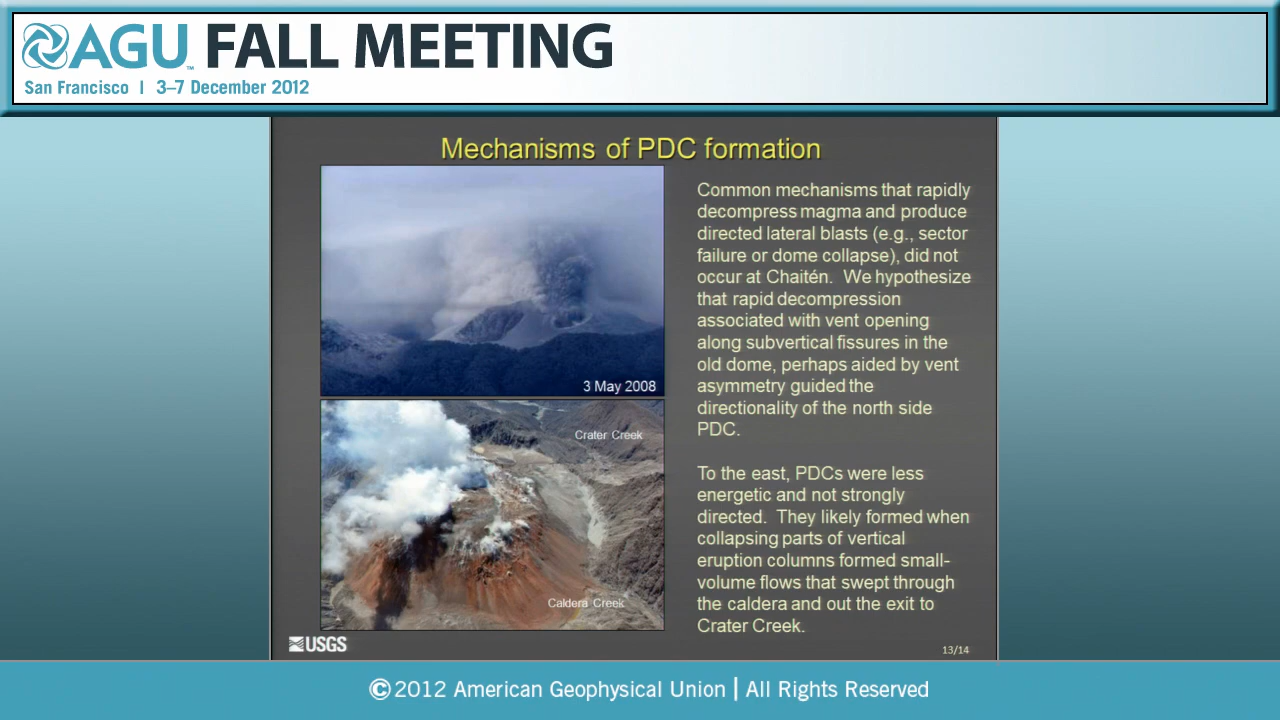 AGU™ FALL MEETING
San Francisco | 3–7 December 2012
Mechanisms of PDC formation
3 May 2008
Crater Creek
Caldera Creek
Common mechanisms that rapidly
decompress magma and produce
directed lateral blasts (e.g., sector
failure or dome collapse), did not
occur at Chaitén. We hypothesize
that rapid decompression
associated with vent opening
along subvertical fissures in the
old dome, perhaps aided by vent
asymmetry guided the
directionality of the north side
PDC.
To the east, PDCs were less
energetic and not strongly
directed. They likely formed when
collapsing parts of vertical
eruption columns formed small-
volume flows that swept through
the caldera and out the exit to
Crater Creek.
USGS
13/14
©2012 American Geophysical Union | All Rights Reserved